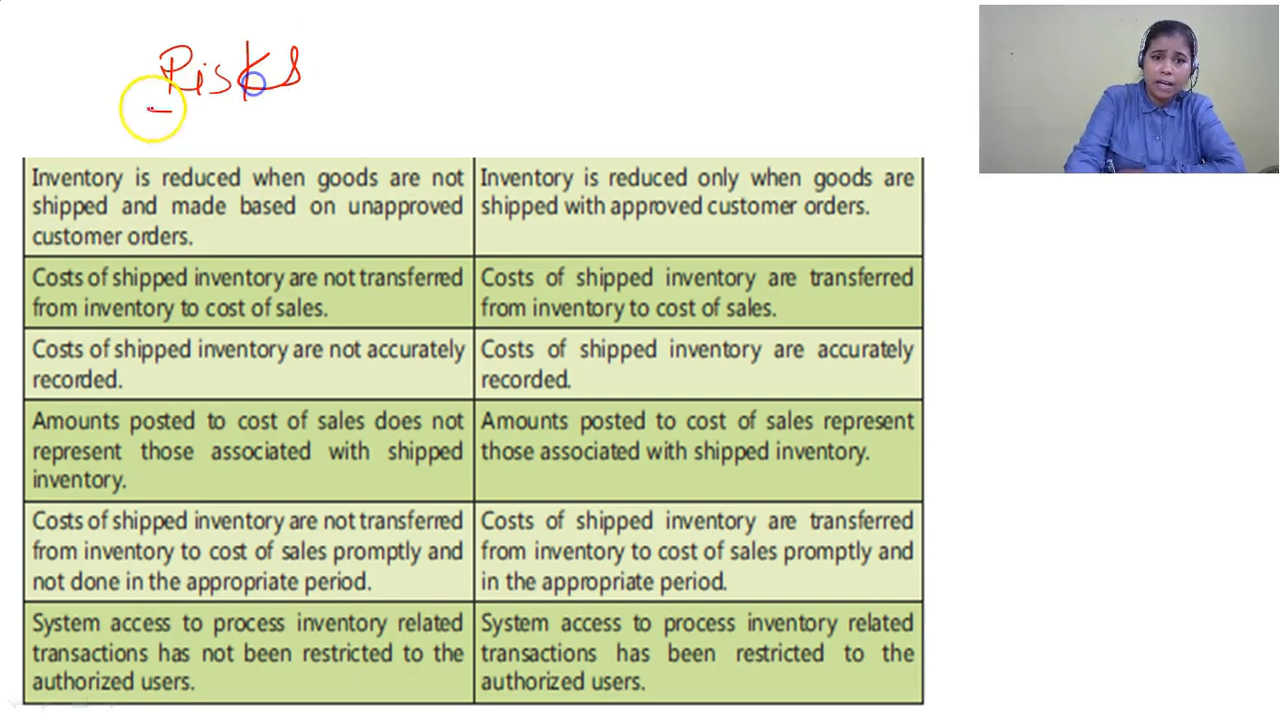 Risks
Inventory is reduced when goods are not
shipped and made based on unapproved
customer orders.
Inventory is reduced only when goods are
shipped with approved customer orders.
Costs of shipped inventory are not transferred
from inventory to cost of sales.
Costs of shipped inventory are transferred
from inventory to cost of sales.
Costs of shipped inventory are not accurately
recorded.
Costs of shipped inventory are accurately
recorded.
Amounts posted to cost of sales does not
represent those associated with shipped
inventory.
Amounts posted to cost of sales represent
those associated with shipped inventory.
Costs of shipped inventory are not transferred
from inventory to cost of sales promptly and
not done in the appropriate period.
Costs of shipped inventory are transferred
from inventory to cost of sales promptly and
in the appropriate period.
System access to process inventory related
transactions has not been restricted to the
authorized users.
System access to process inventory related
transactions has been restricted to the
authorized users.